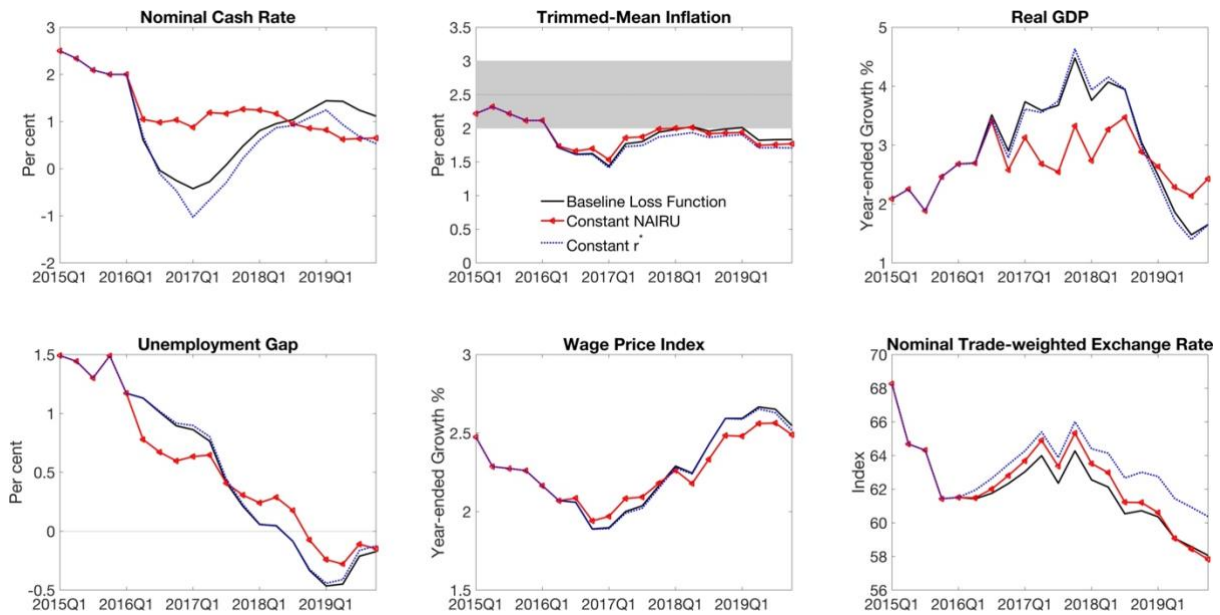 Nominal Cash Rate
Per cent
3
2
1
0
-1
-2
2015Q1 2016Q1 2017Q1 2018Q1 2019Q1
Trimmed-Mean Inflation
Per cent
3.5
3
2.5
2
1.5
1
0.5
0
Baseline Loss Function
Constant NAIRU
Constant r*
2015Q1 2016Q1 2017Q1 2018Q1 2019Q1
Real GDP
Year-ended Growth %
5
4
3
2
1
2015Q1 2016Q1 2017Q1 2018Q1 2019Q1
Unemployment Gap
Per cent
1.5
1
0.5
0
-0.5
2015Q1 2016Q1 2017Q1 2018Q1 2019Q1
Wage Price Index
Year-ended Growth %
3
2.5
2
1.5
2015Q1 2016Q1 2017Q1 2018Q1 2019Q1
Nominal Trade-weighted Exchange Rate
Index
70
68
66
64
62
60
58
56
2015Q1 2016Q1 2017Q1 2018Q1 2019Q1